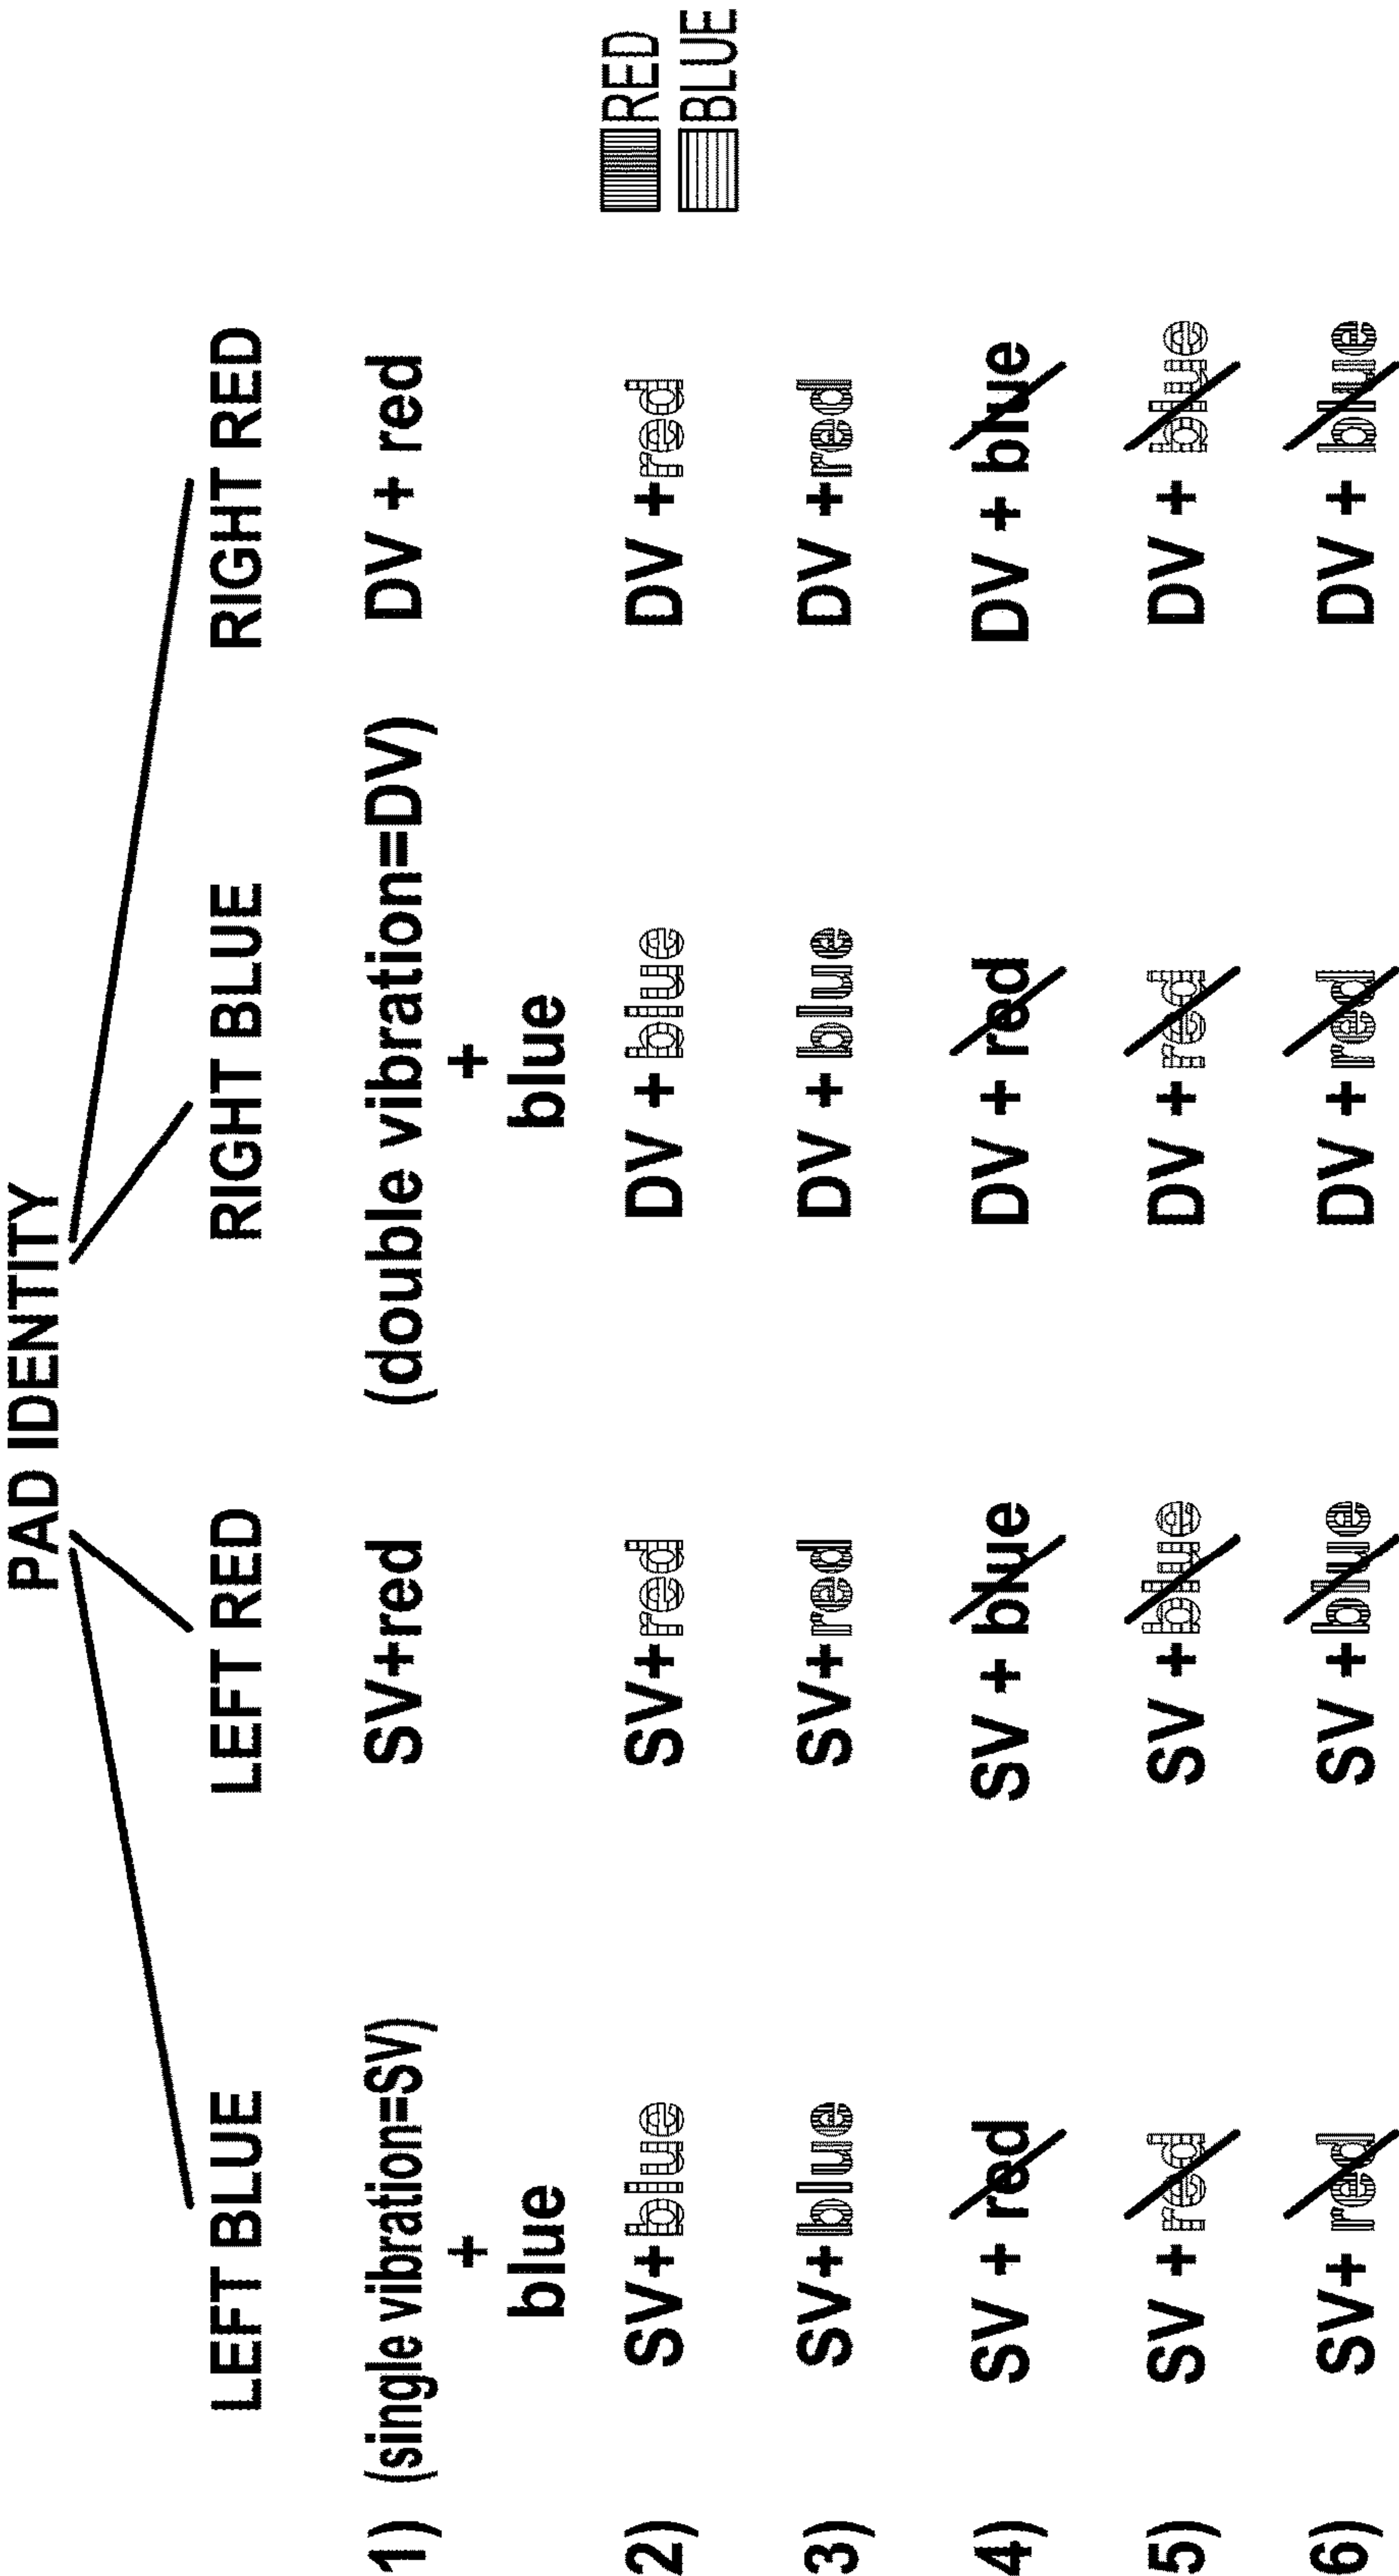 PAD IDENTITY
LEFT BLUE LEFT RED RIGHT BLUE RIGHT RED
1) (single vibration=SV) SV+red (double vibration=DV) DV + red
+ +
blue blue
2) SV+blue SV+red DV + blue DV +red
RED
BLUE
3) SV+blue SV+red DV + blue DV +red
4) SV + red SV + blue DV + red DV + blue
5) SV + red SV + blue DV + red DV + blue
6) SV+ red SV + blue DV + red DV + blue